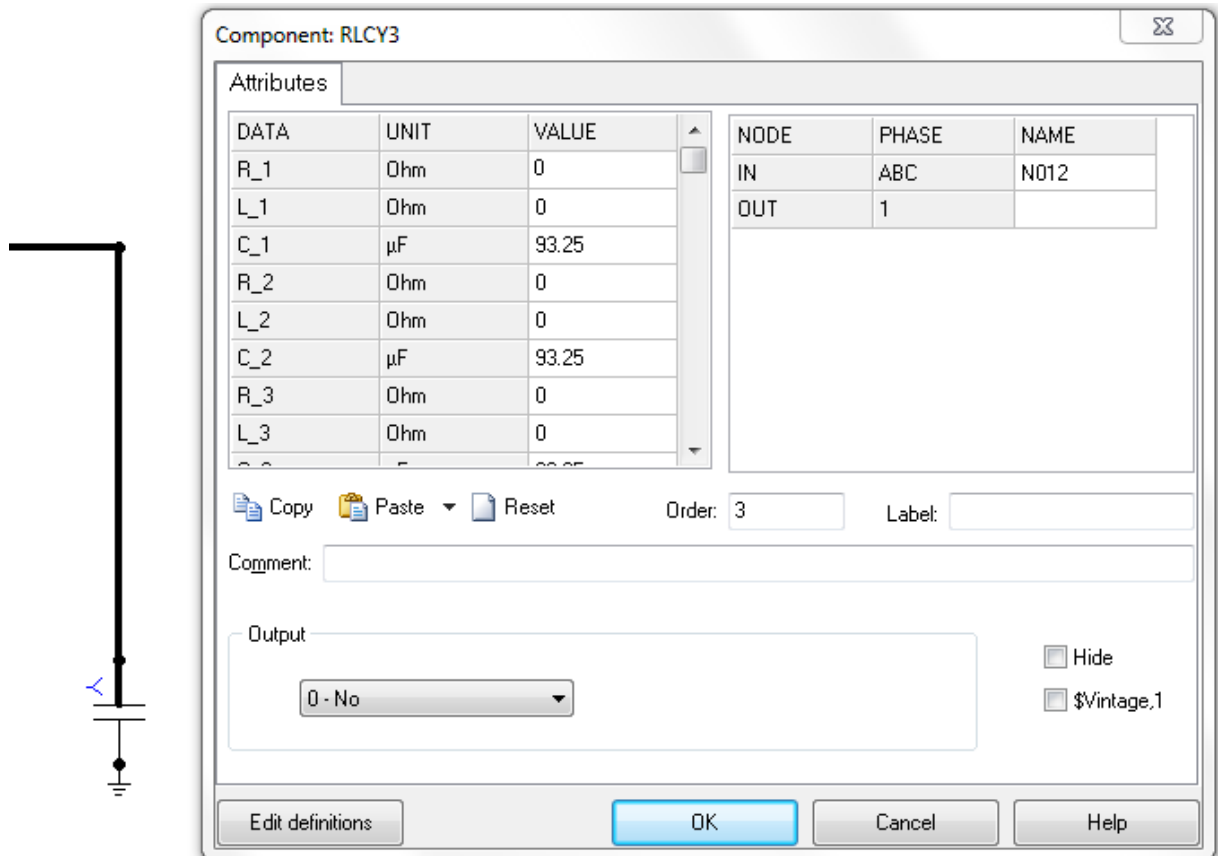 Component: RLCY3
Attributes
DATA UNIT VALUE
R_1 Ohm 0
L_1 Ohm 0
C_1 µF 93.25
R_2 Ohm 0
L_2 Ohm 0
C_2 µF 93.25
R_3 Ohm 0
L_3 Ohm 0
NODE PHASE NAME
IN ABC N012
OUT 1
Copy Paste Reset Order: 3 Label:
Comment:
Output
0 - No
Hide
$Vintage,1
Edit definitions OK Cancel Help